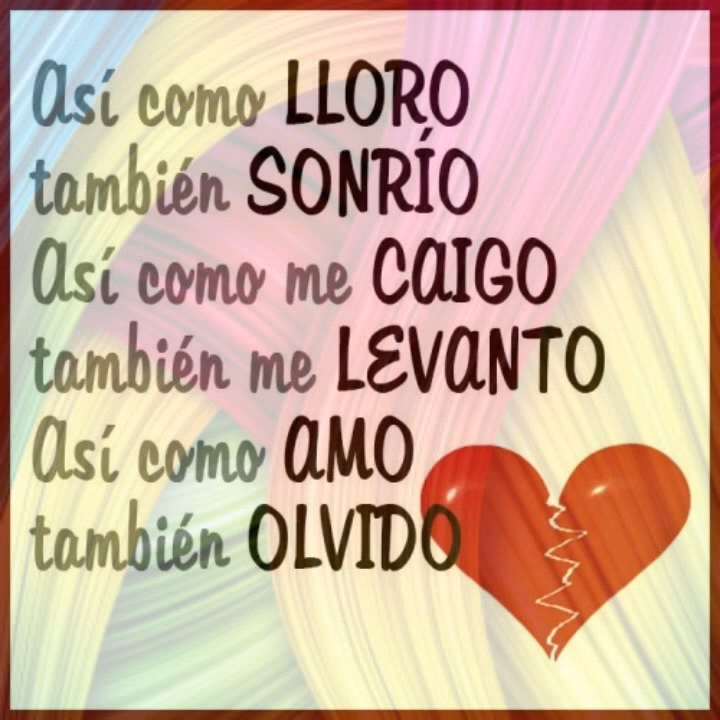 Así como LLORO
también SONRÍO
Así como me CAIGO
también me LEVANTO
Así como AMO
también OLVIDO